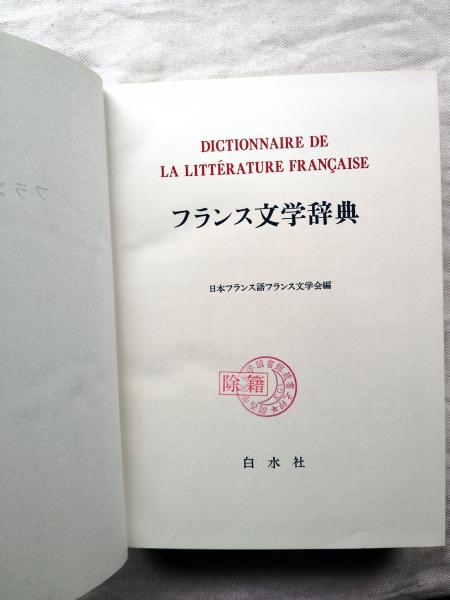 DICTIONNAIRE DE
LA LITTÉRATURE FRANÇAISE
フランス文学辞典
日本フランス語フランス文学会編
除籍
白水社